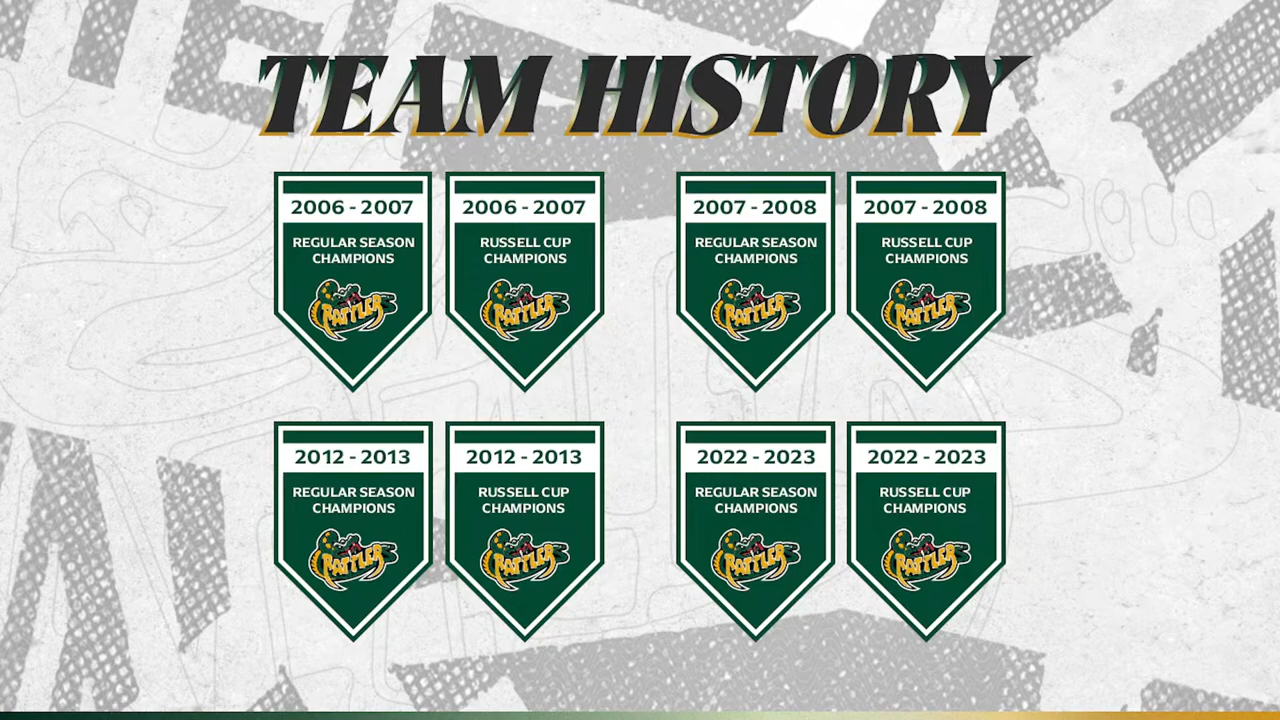 TEAM HISTORY
2006 - 2007
REGULAR SEASON
CHAMPIONS
RATTLERS
2006 - 2007
RUSSELL CUP
CHAMPIONS
RATTLERS
2007 - 2008
REGULAR SEASON
CHAMPIONS
RATTLERS
2007 - 2008
RUSSELL CUP
CHAMPIONS
RATTLERS
2012 - 2013
REGULAR SEASON
CHAMPIONS
RATTLERS
2012 - 2013
RUSSELL CUP
CHAMPIONS
RATTLERS
2022 - 2023
REGULAR SEASON
CHAMPIONS
RATTLERS
2022 - 2023
RUSSELL CUP
CHAMPIONS
RATTLERS